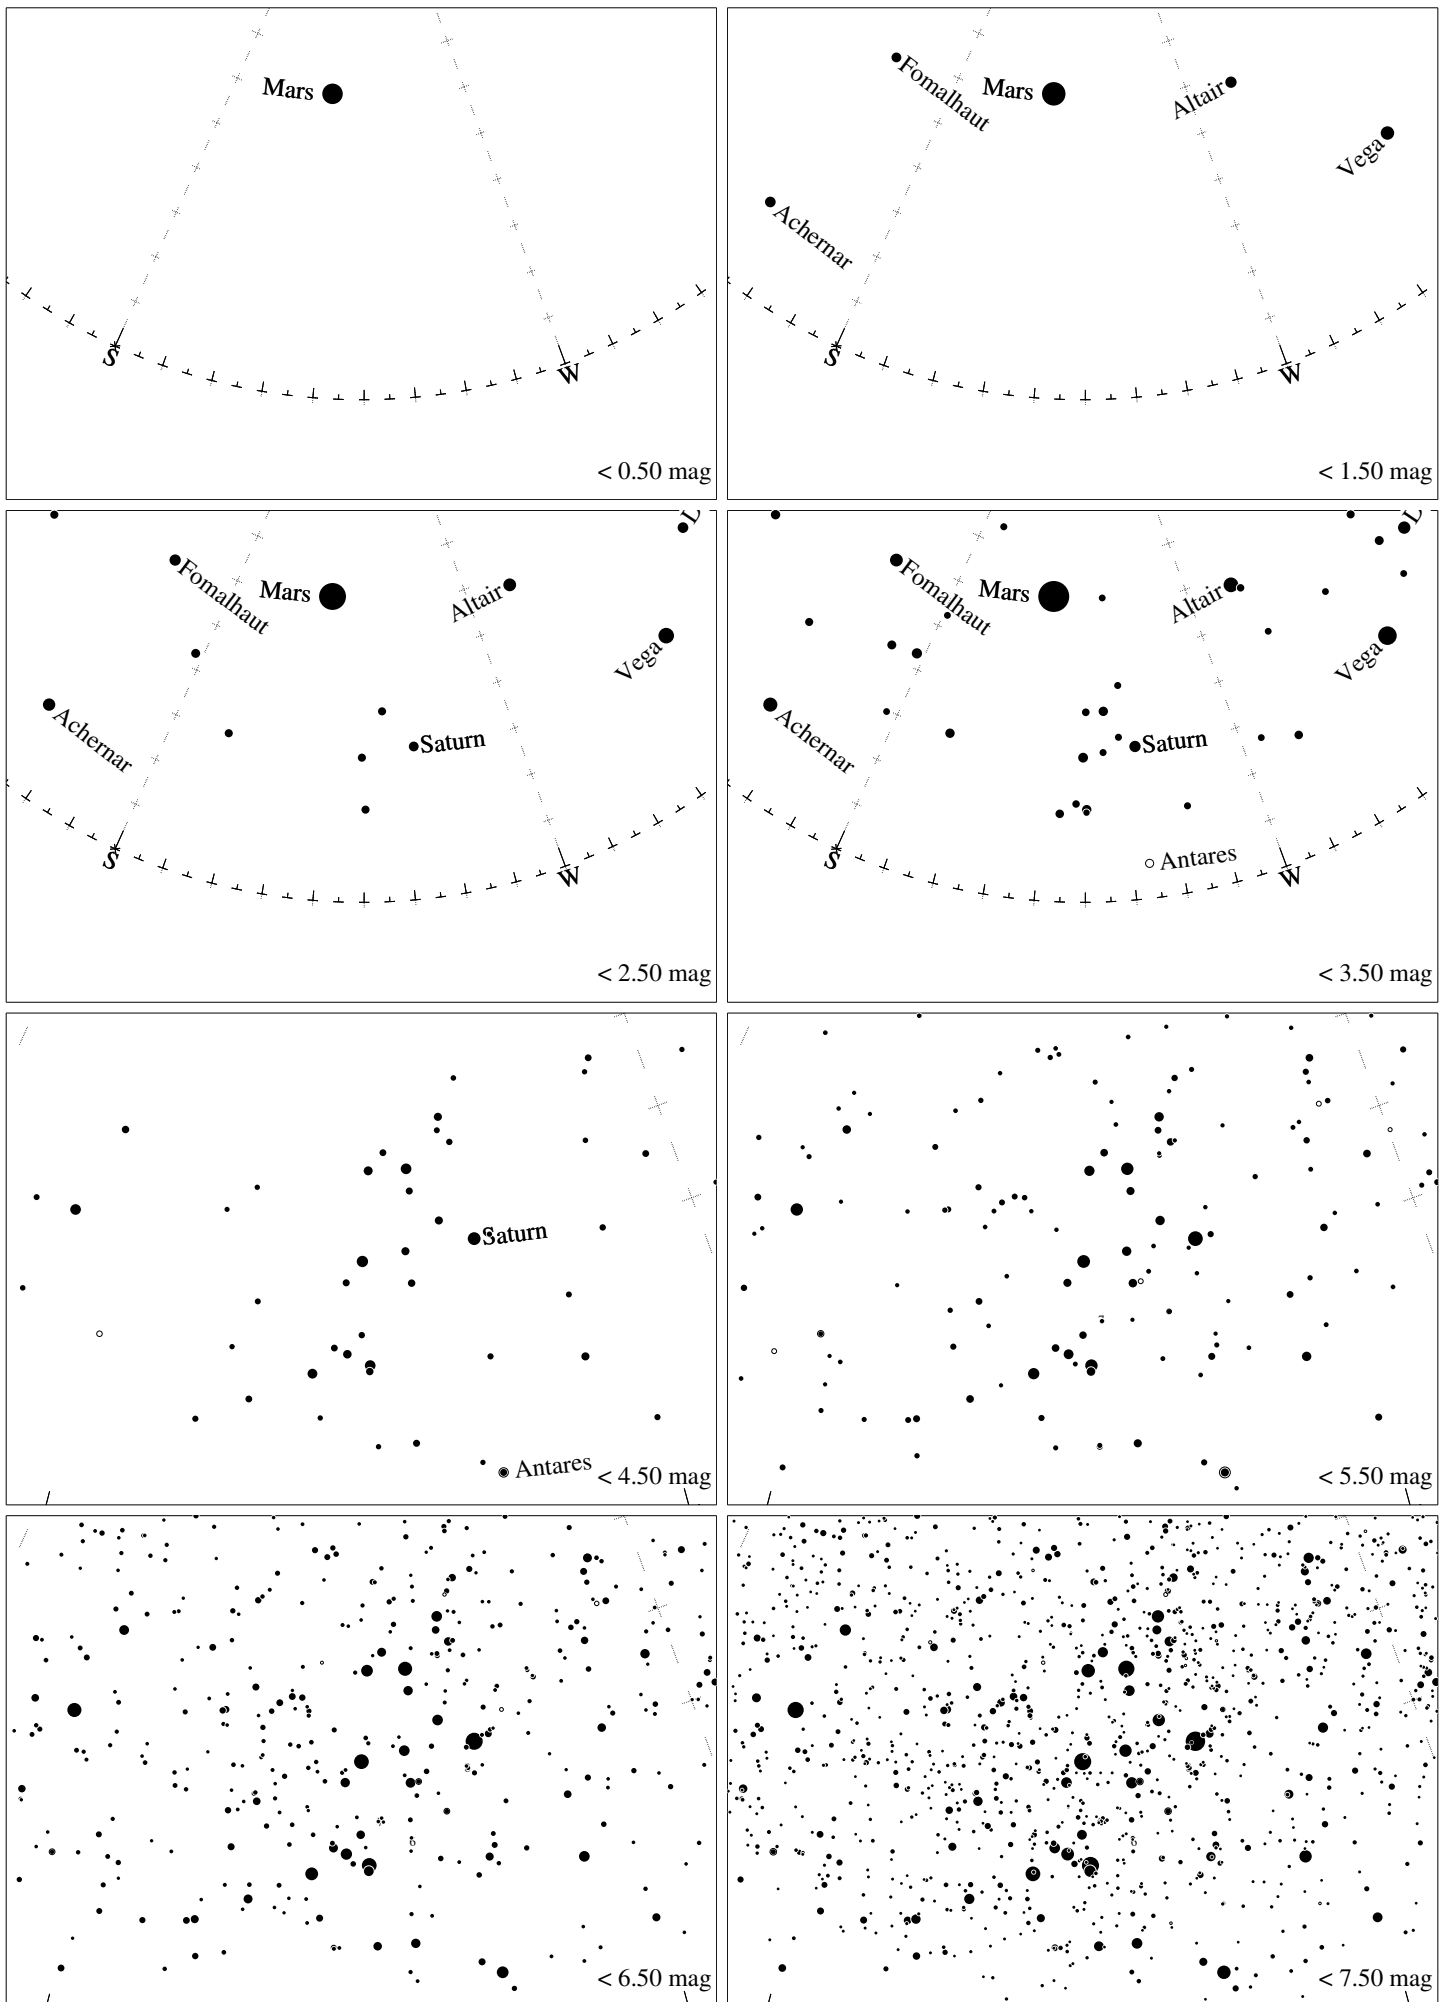 Mars
S
W
< 0.50 mag
Fomalhaut
Mars
Altair
Vega
Achernar
S
W
< 1.50 mag
Fomalhaut
Mars
Altair
Vega
Achernar
Saturn
S
W
< 2.50 mag
Fomalhaut
Mars
Altair
Vega
Achernar
Saturn
S
Antares
W
< 3.50 mag
Saturn
Antares
< 4.50 mag
< 5.50 mag
< 6.50 mag
< 7.50 mag